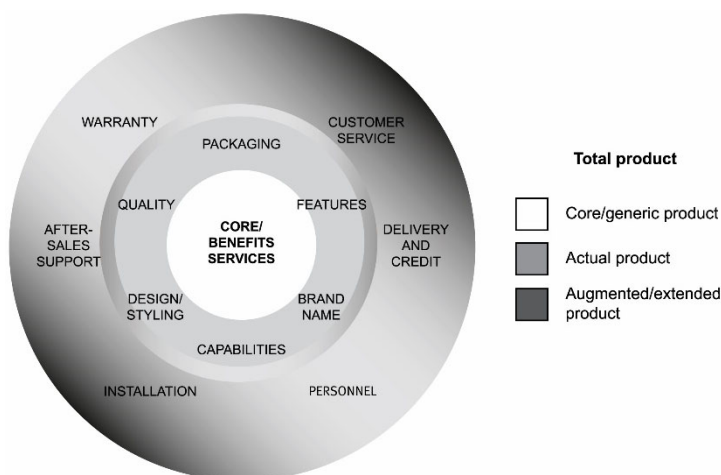 WARRANTY
CUSTOMER
SERVICE
PACKAGING
QUALITY
FEATURES
AFTER-
SALES
SUPPORT
CORE/
BENEFITS
SERVICES
DELIVERY
AND
CREDIT
DESIGN/
STYLING
BRAND
NAME
CAPABILITIES
INSTALLATION
PERSONNEL
Total product
Core/generic product
Actual product
Augmented/extended
product